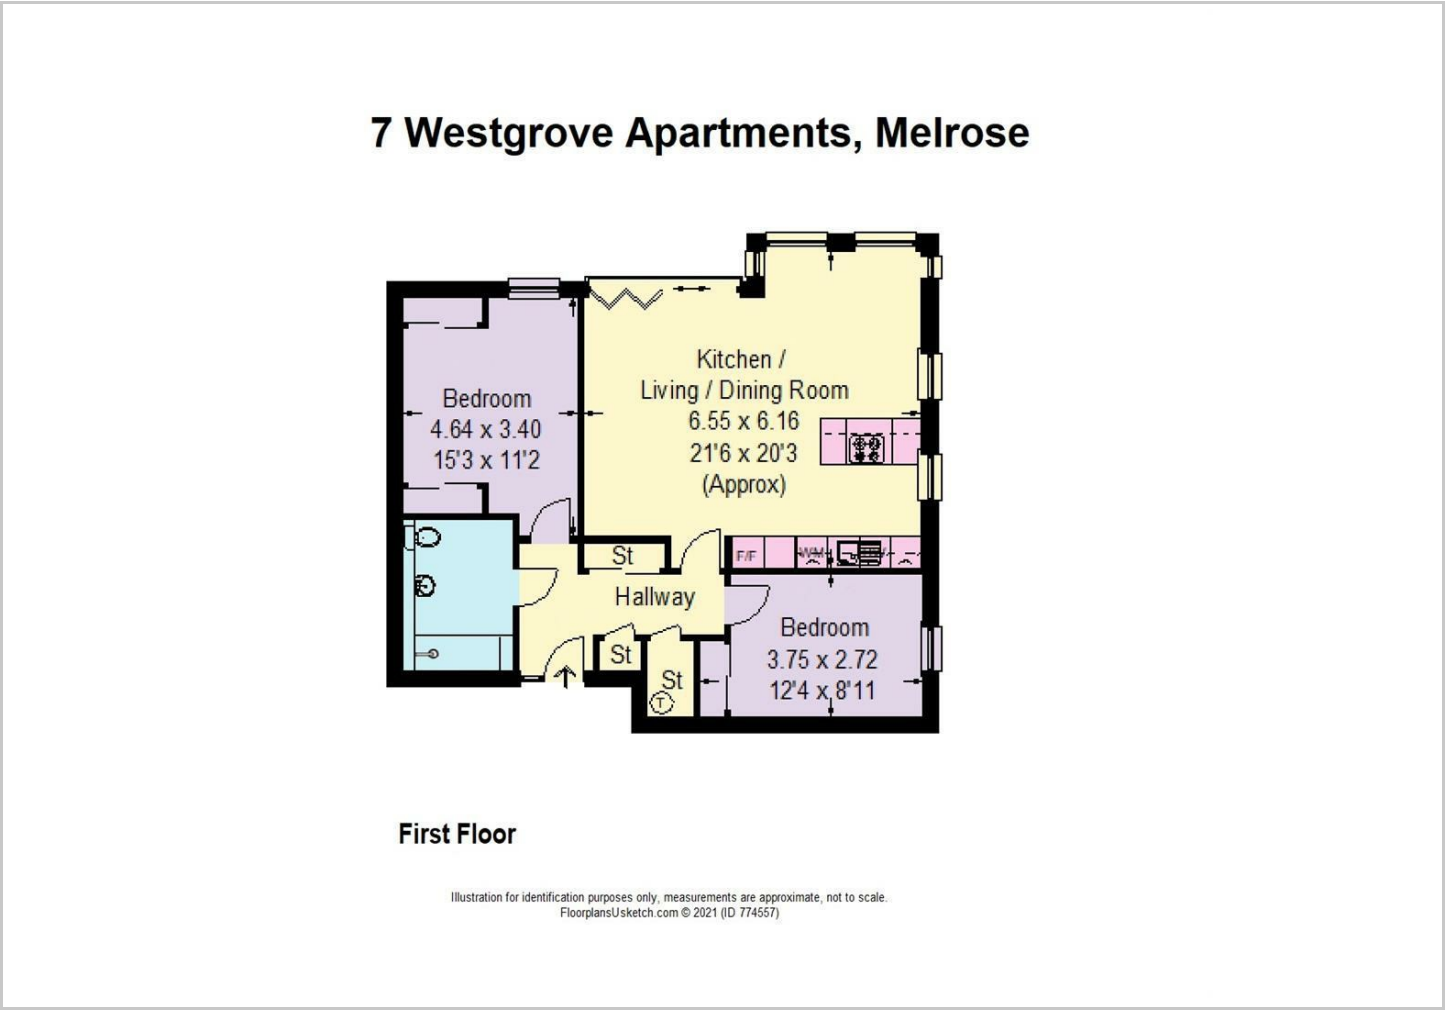 7 Westgrove Apartments, Melrose
Kitchen /
Living / Dining Room
6.55 x 6.16
21'6 x 20'3
(Approx)
Bedroom
4.64 x 3.40
15'3 x 11'2
F/F
WM
St
Hallway
St
St
T
Bedroom
3.75 x 2.72
12'4 x 8'11
First Floor
Illustration for identification purposes only, measurements are approximate, not to scale.
FloorplansUsketch.com © 2021 (ID 774557)